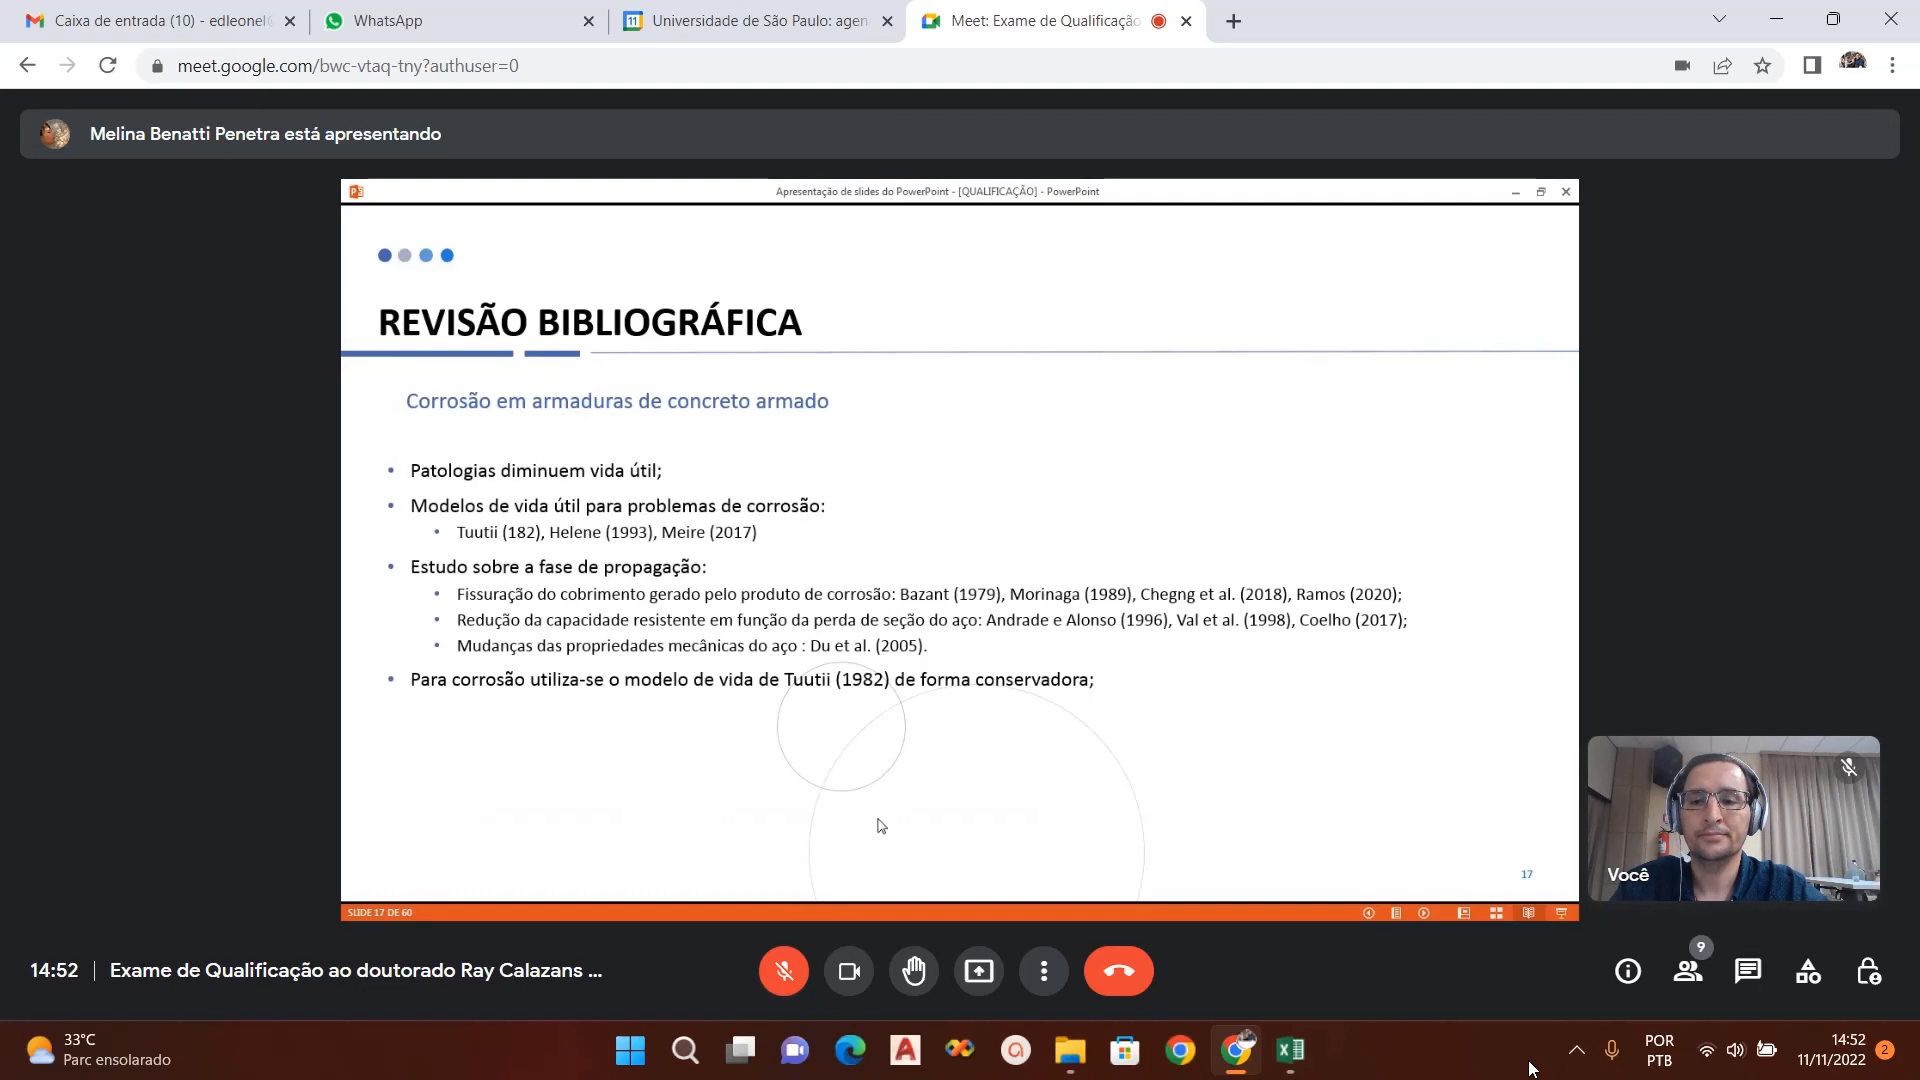 Caixa de entrada (10) - edleonel
WhatsApp
11
Universidade de São Paulo: agen
Meet: Exame de Qualificação
meet.google.com/bwc-vtaq-tny?authuser=0
Melina Benatti Penetra está apresentando
Apresentação de slides do PowerPoint - [QUALIFICAÇÃO] - PowerPoint
REVISÃO BIBLIOGRÁFICA
Corrosão em armaduras de concreto armado
• Patologias diminuem vida útil;
• Modelos de vida útil para problemas de corrosão:
• Tuutii (182), Helene (1993), Meire (2017)
• Estudo sobre a fase de propagação:
• Fissuração do cobrimento gerado pelo produto de corrosão: Bazant (1979), Morinaga (1989), Chegng et al. (2018), Ramos (2020);
• Redução da capacidade resistente em função da perda de seção do aço: Andrade e Alonso (1996), Val et al. (1998), Coelho (2017);
• Mudanças das propriedades mecânicas do aço : Du et al. (2005).
• Para corrosão utiliza-se o modelo de vida de Tuutii (1982) de forma conservadora;
17
SLIDE 17 DE 60
Você
14:52 | Exame de Qualificação ao doutorado Ray Calazans ...
9
33°C
Parc ensolarado
POR
PTB
14:52
11/11/2022
2